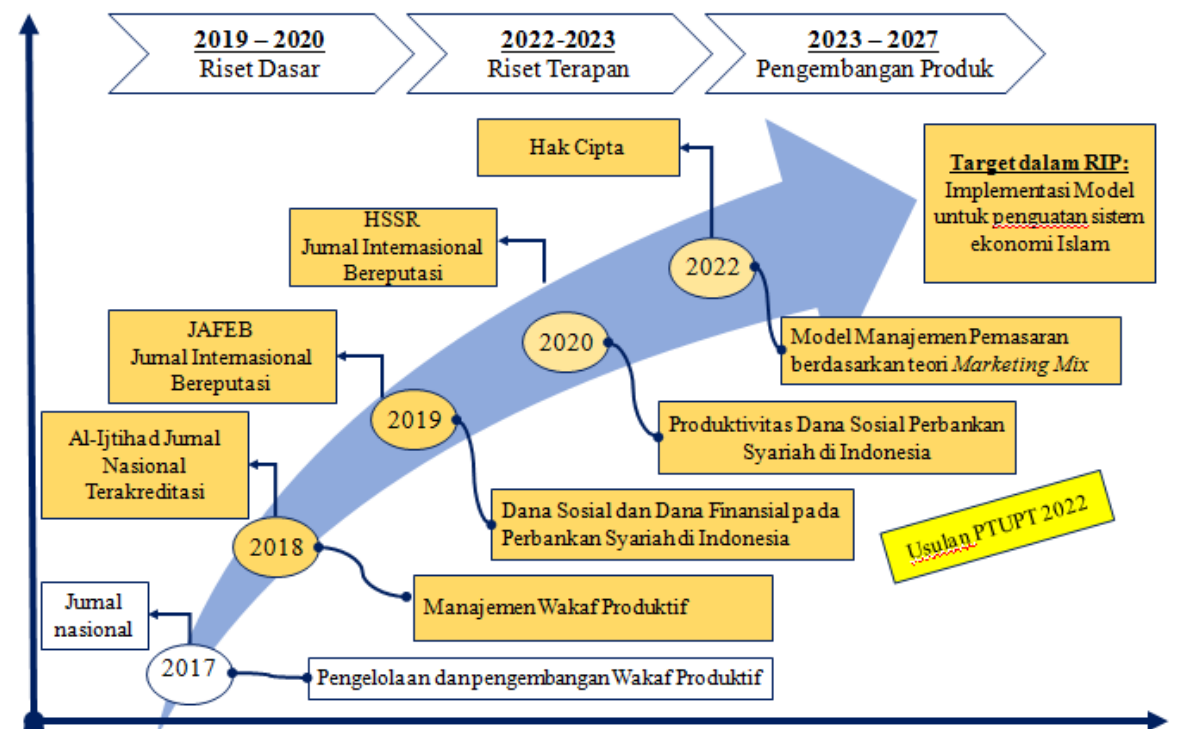 2019 – 2020
Riset Dasar
2022-2023
Riset Terapan
2023 – 2027
Pengembangan Produk
Hak Cipta
Target dalam RIP:
Implementasi Model
untuk penguatan sistem
ekonomi Islam
HSSR
Jurnal Internasional
Bereputasi
2022
JAFEB
Jurnal Internasional
Bereputasi
2020
Model Manajemen Pemasaran
berdasarkan teori Marketing Mix
2019
Al-Ijtihad Jurnal
Nasional
Terakreditasi
Produktivitas Dana Sosial Perbankan
Syariah di Indonesia
2018
Dana Sosial dan Dana Finansial pada
Perbankan Syariah di Indonesia
Usulan PTUPT 2022
Jurnal
nasional
Manajemen Wakaf Produktif
2017
Pengelolaan dan pengembangan Wakaf Produktif